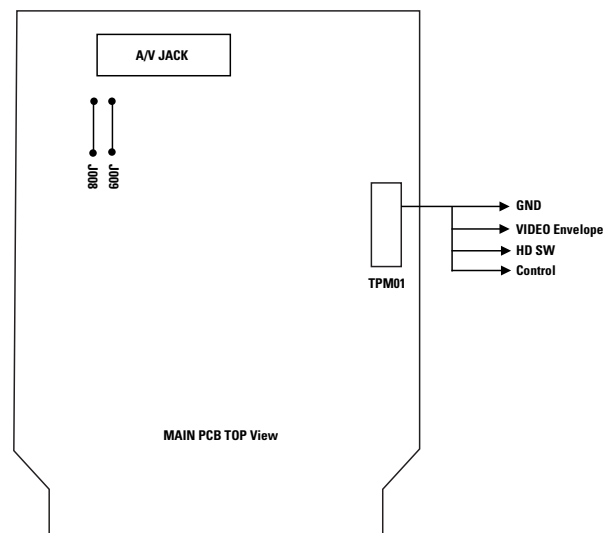 A/V JACK
J008
J009
GND
VIDEO Envelope
HD SW
Control
TPM01
MAIN PCB TOP View